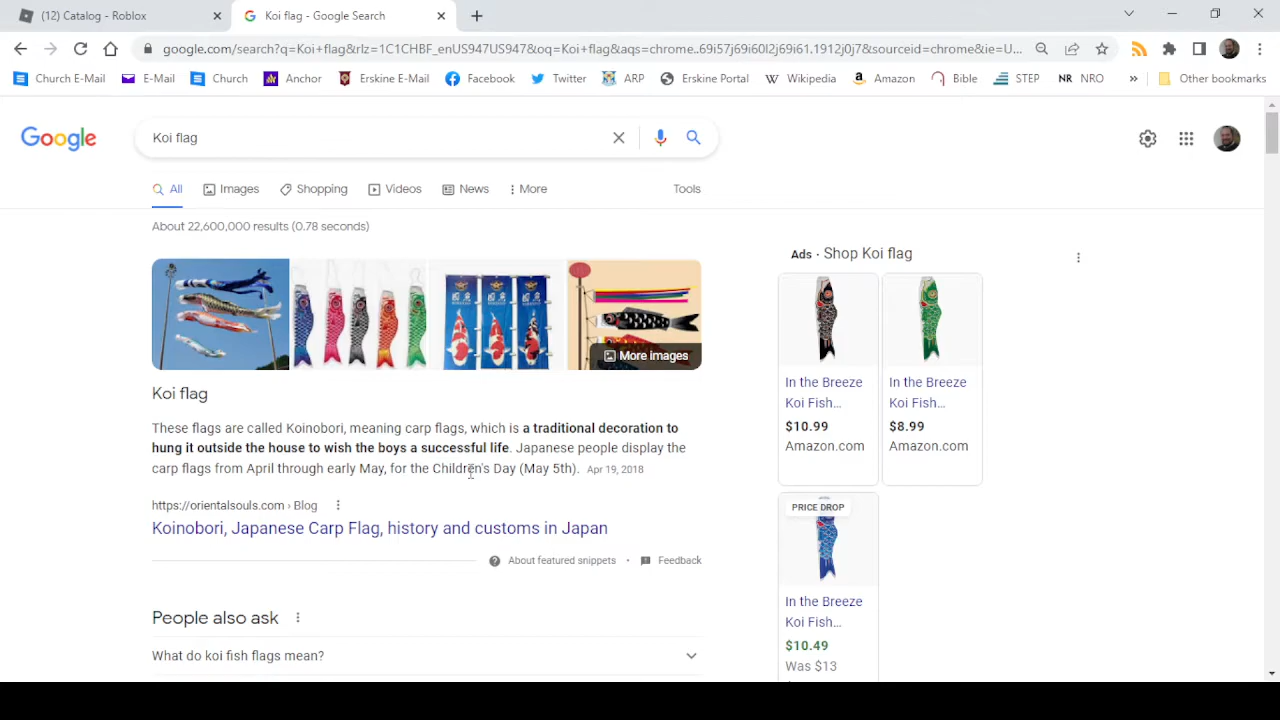 (12) Catalog - Roblox
Koi flag - Google Search
google.com/search?q=Koi+flag&rlz=1C1CHBF_enUS947US947&oq=Koi+flag&aqs=chrome..69i57j69i60l2j69i61.1912j0j7&sourceid=chrome&ie=U...
Church E-Mail
E-Mail
Church
Anchor
Erskine E-Mail
Facebook
Twitter
ARP
Erskine Portal
Wikipedia
Amazon
Bible
STEP
NR NRO
»
Other bookmarks
Google
Koi flag
All
Images
Shopping
Videos
News
More
Tools
About 22,600,000 results (0.78 seconds)
More images
Koi flag
These flags are called Koinobori, meaning carp flags, which is a traditional decoration to
hung it outside the house to wish the boys a successful life. Japanese people display the
carp flags from April through early May, for the Children's Day (May 5th). Apr 19, 2018
https://orientalsouls.com › Blog
Koinobori, Japanese Carp Flag, history and customs in Japan
About featured snippets • Feedback
People also ask
What do koi fish flags mean?
Ads · Shop Koi flag
In the Breeze
Koi Fish...
$10.99
Amazon.com
In the Breeze
Koi Fish...
$8.99
Amazon.com
PRICE DROP
In the Breeze
Koi Fish...
$10.49
Was $13